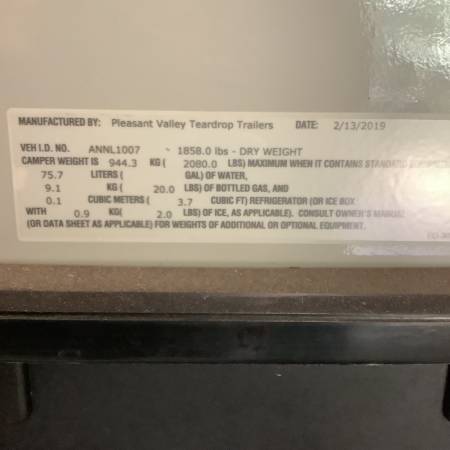 MANUFACTURED BY: Pleasant Valley Teardrop Trailers DATE: 2/13/2019
VEH I.D. NO. ANNL1007 ~ 1858.0 lbs - DRY WEIGHT
CAMPER WEIGHT IS 944.3 KG ( 2080.0 LBS) MAXIMUM WHEN IT CONTAINS STANDARD EQUIPMENT
75.7 LITERS ( GAL) OF WATER,
9.1 KG ( 20.0 LBS) OF BOTTLED GAS, AND
0.1 CUBIC METERS ( 3.7 CUBIC FT) REFRIGERATOR (OR ICE BOX
WITH 0.9 KG( 2.0 LBS) OF ICE, AS APPLICABLE). CONSULT OWNER'S MANUAL
(OR DATA SHEET AS APPLICABLE) FOR WEIGHTS OF ADDITIONAL OR OPTIONAL EQUIPMENT.